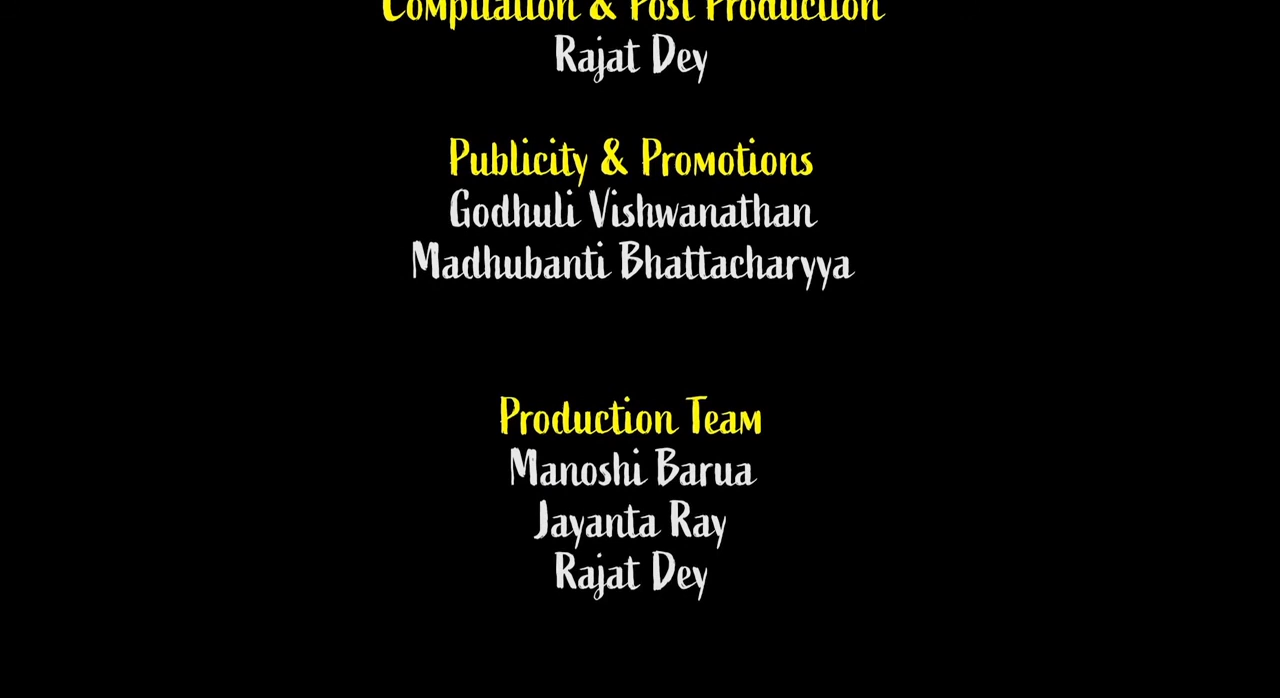 Compilation & Post Production
Rajat Dey
Publicity & Promotions
Godhuli Vishwanathan
Madhubanti Bhattacharyya
Production Team
Manoshi Barua
Jayanta Ray
Rajat Dey